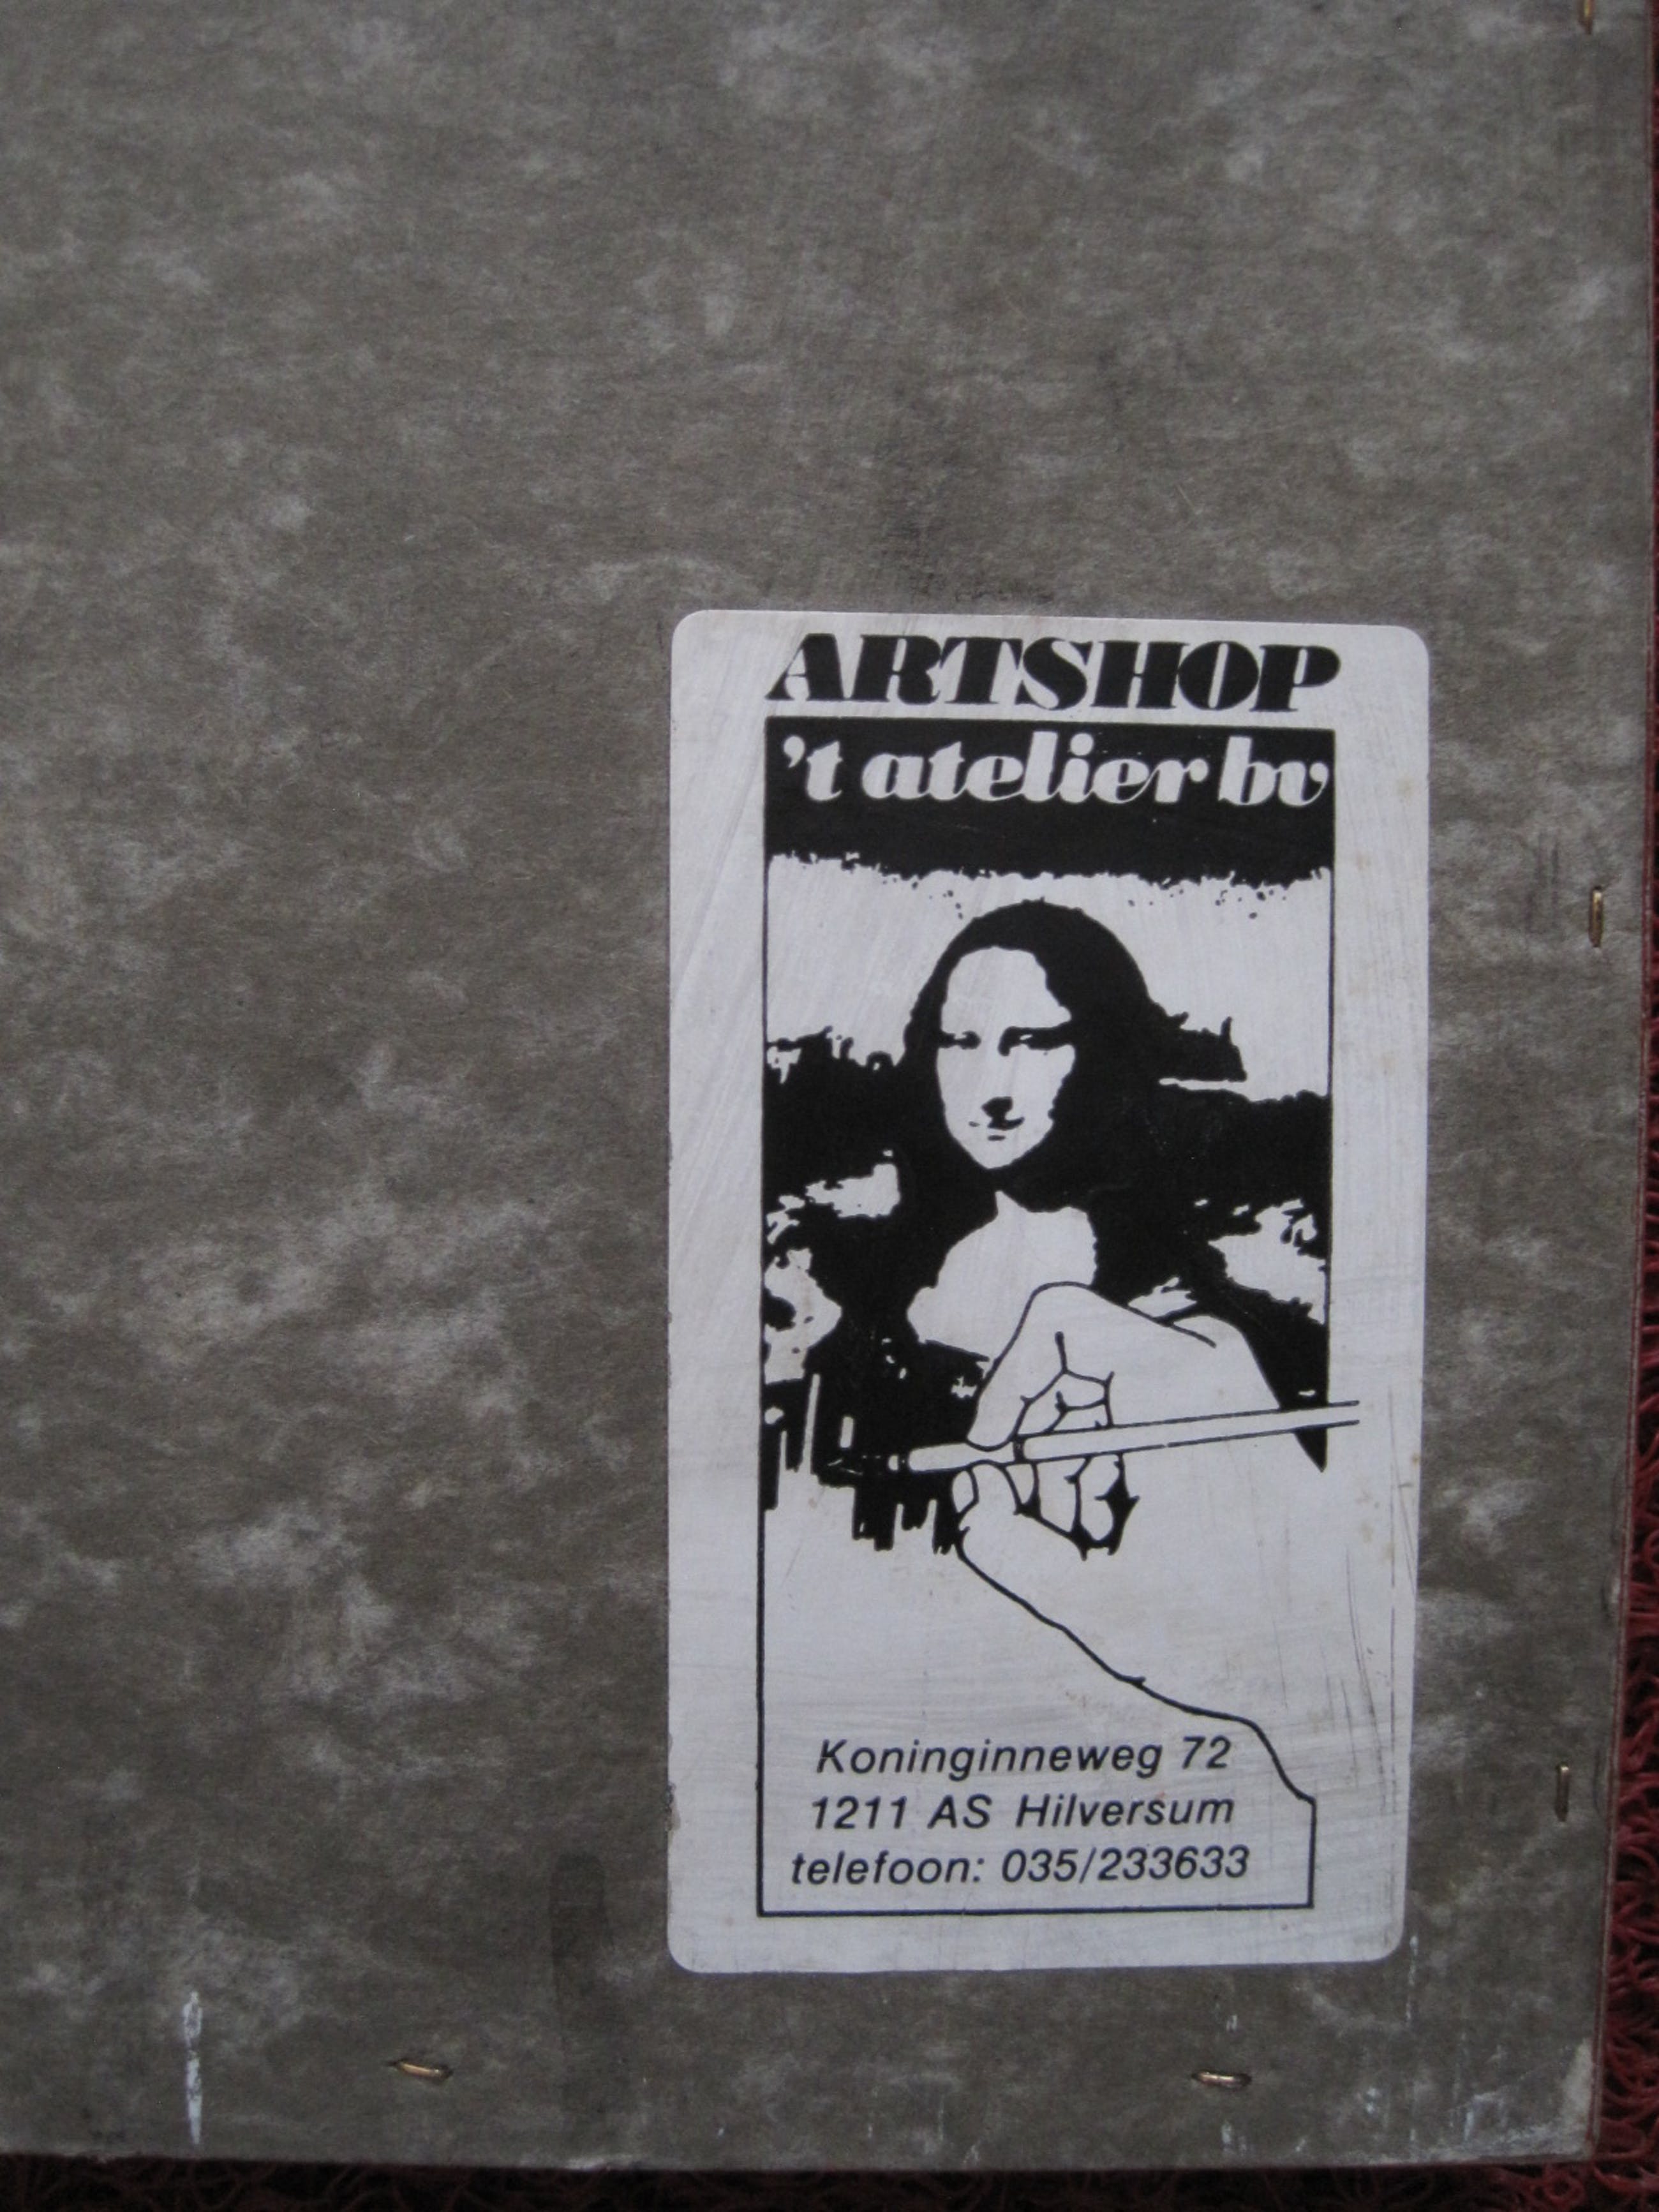 ARTSHOP
't atelier bv
Koninginneweg 72
1211 AS Hilversum
telefoon: 035/233633